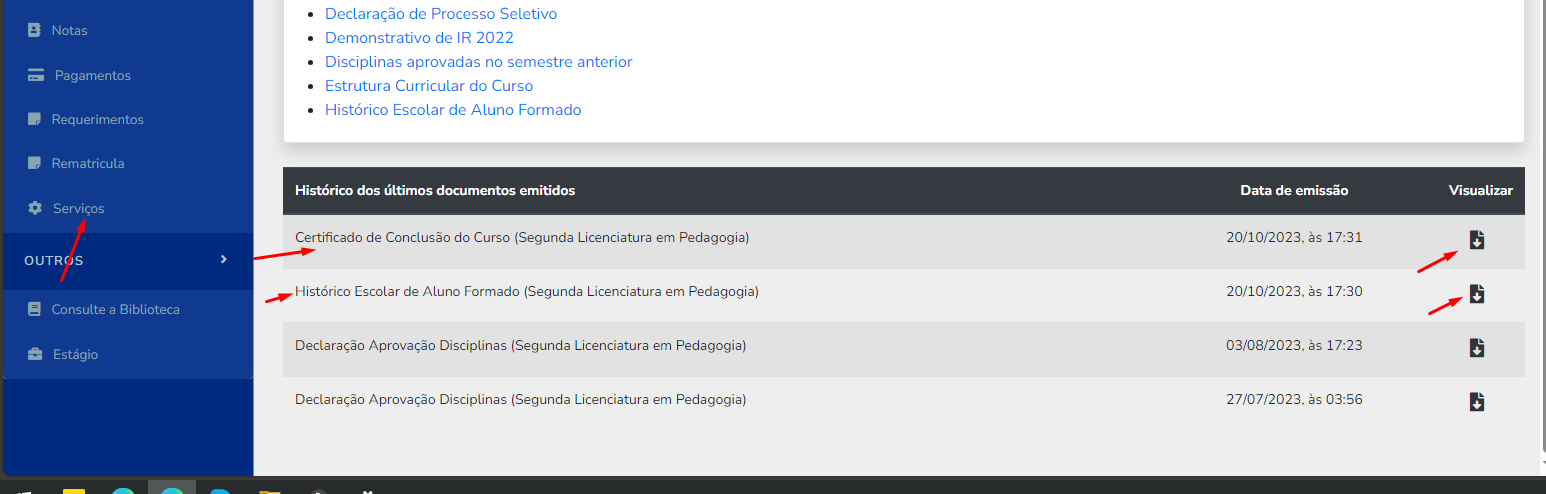 Notas
Pagamentos
Requerimentos
Rematricula
Serviços
OUTROS
Consulte a Biblioteca
Estágio
Declaração de Processo Seletivo
Demonstrativo de IR 2022
Disciplinas aprovadas no semestre anterior
Estrutura Curricular do Curso
Histórico Escolar de Aluno Formado
Histórico dos últimos documentos emitidos Data de emissão Visualizar
Certificado de Conclusão do Curso (Segunda Licenciatura em Pedagogia) 20/10/2023, às 17:31
Histórico Escolar de Aluno Formado (Segunda Licenciatura em Pedagogia) 20/10/2023, às 17:30
Declaração Aprovação Disciplinas (Segunda Licenciatura em Pedagogia) 03/08/2023, às 17:23
Declaração Aprovação Disciplinas (Segunda Licenciatura em Pedagogia) 27/07/2023, às 03:56